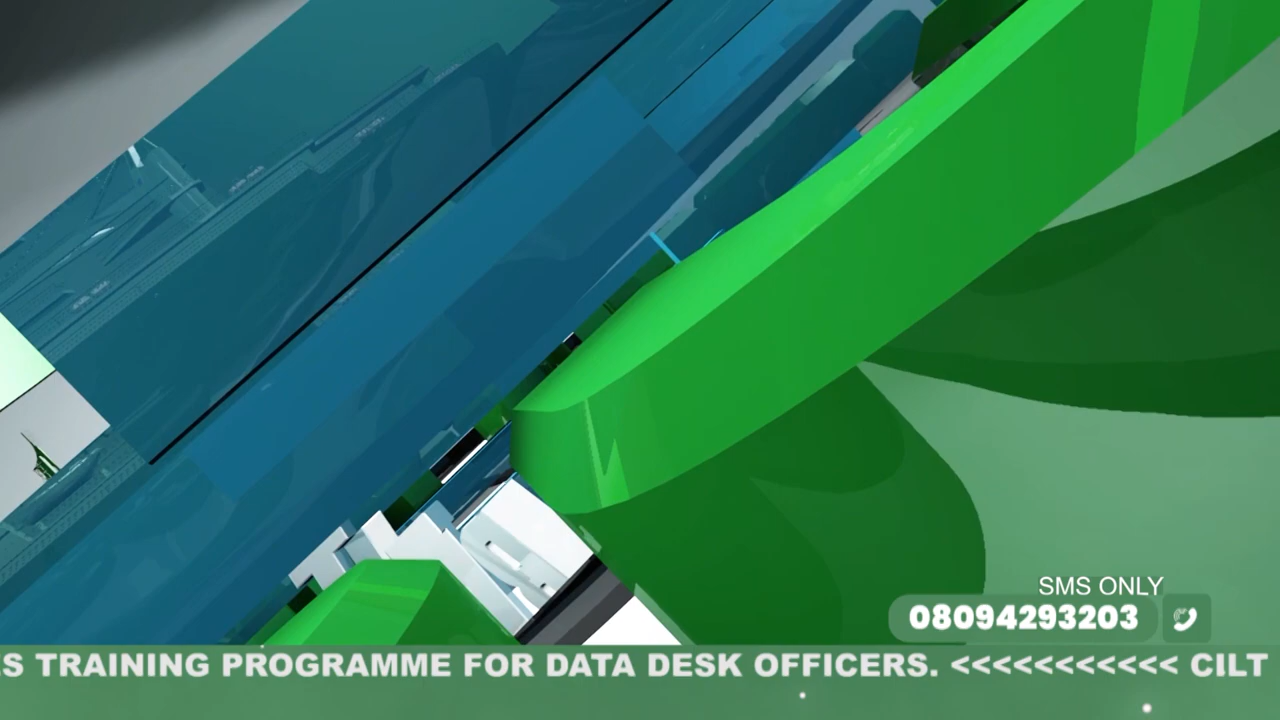 SMS ONLY
08094293203
S TRAINING PROGRAMME FOR DATA DESK OFFICERS. <<<<<<<<<<< CILT